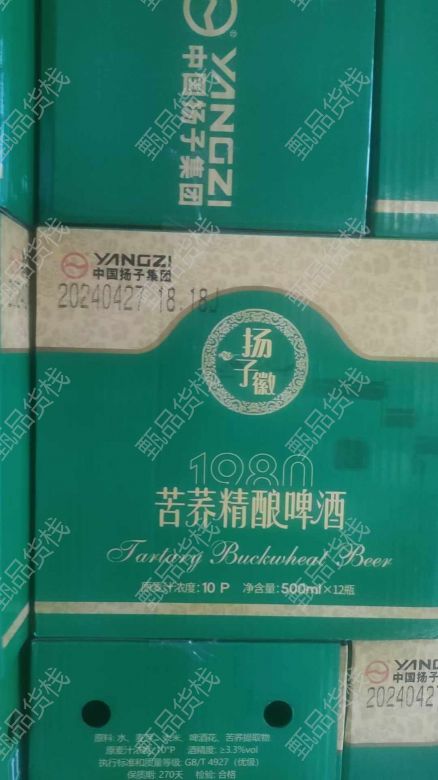 YANGZI
中国扬子集团
YANGZI
中国扬子集团
20240427 18.18J
扬子徽
1980
苦荞精酿啤酒
Tartary Buckwheat Beer
原麦汁浓度:10 P 净含量:500ml×12瓶
原料:水、麦芽、大米、啤酒花、苦荞提取物
原麦汁浓度:10°P 酒精度:≥3.3%vol
执行标准和质量等级:GB/T 4927(优级)
保质期:270天 检验:合格
YANG
中国扬子集
20240427
甄品货栈